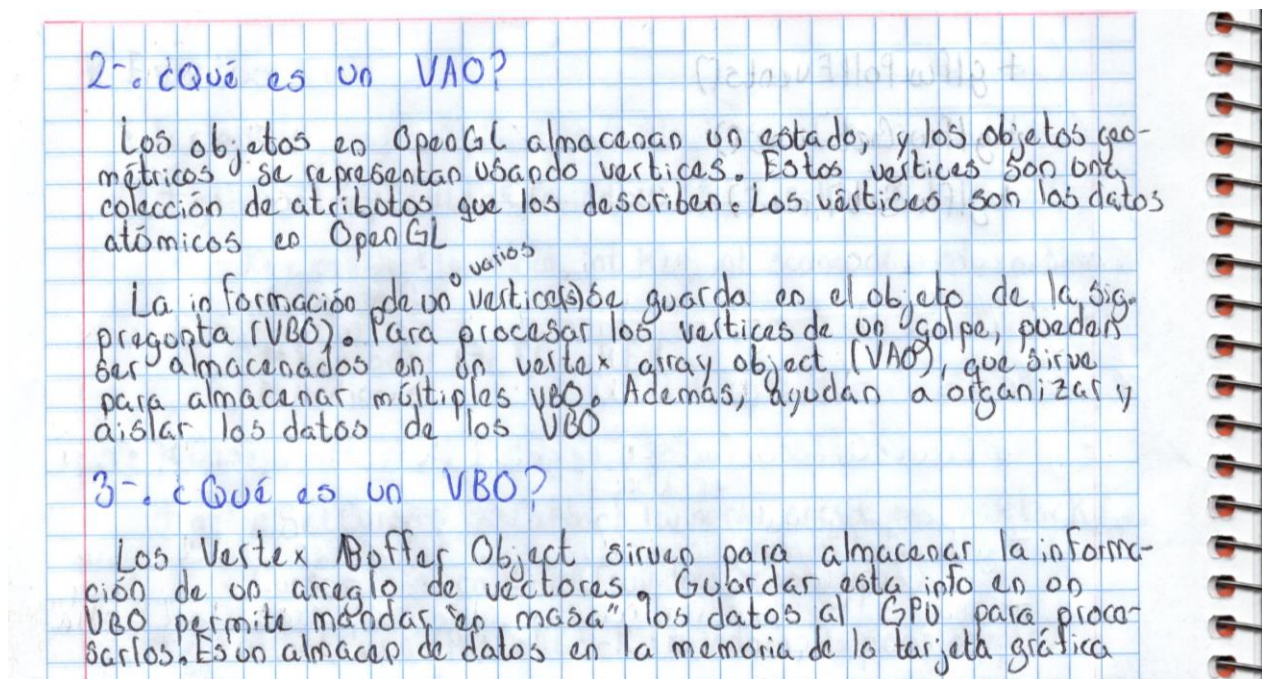 2-. ¿Qué es un VAO?
Los objetos en OpenGL almacenan un estado, y los objetos geo-
métricos se representan usando vertices. Estos vertices son una
colección de atributos que los describen. Los vértices son los datos
atómicos en OpenGL
o varios
La información de un vertice(s) se guarda en el objeto de la sig.
pregunta (VBO). Para procesar los vertices de un golpe, pueden
ser almacenados en un vertex array object (VAO), que sirve
para almacenar múltiples VBO. Además, ayudan a organizar y
aislar los datos de los VBO
3-. ¿Qué es un VBO?
Los Vertex Buffer Object sirven para almacenar la informa-
ción de un arreglo de vectores. Guardar esta info en un
VBO permite mandar "en masa" los datos al GPU para proce-
sarlos. Es un almacen de datos en la memoria de la tarjeta gráfica